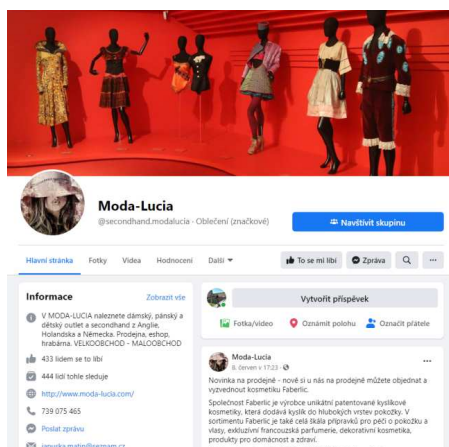 Moda-Lucia
@secondhand.modalucia · Oblečení (značkové)
Navštívit skupinu
Hlavní stránka Fotky Videa Hodnocení Další
To se mi líbí Zpráva
Informace Zobrazit vše
V MODA-LUCIA naleznete dámský, pánský a
dětský outlet a secondhand z Anglie,
Holandska a Německa. Prodejna, eshop,
hrabárna. VELKOOBCHOD - MALOOBCHOD
433 lidem se to líbí
444 lidí tohle sleduje
http://www.moda-lucia.com/
739 075 465
Poslat zprávu
Vytvořit příspěvek
Fotka/video Oznámit polohu Označit přátele
Moda-Lucia
8. červen v 17:23 ·
Novinka na prodejně - nově si u nás na prodejně můžete objednat a
vyzvednout kosmetiku Faberlic.
Společnost Faberlic je výrobce unikátní patentované kyslíkové
kosmetiky, která dodává kyslík do hlubokých vrstev pokožky. V
sortimentu Faberlic je také celá škála přípravků pro péči o pokožku a
vlasy, exkluzivní francouzská parfumerie, dekorativní kosmetika,
produkty pro domácnost a zdraví.